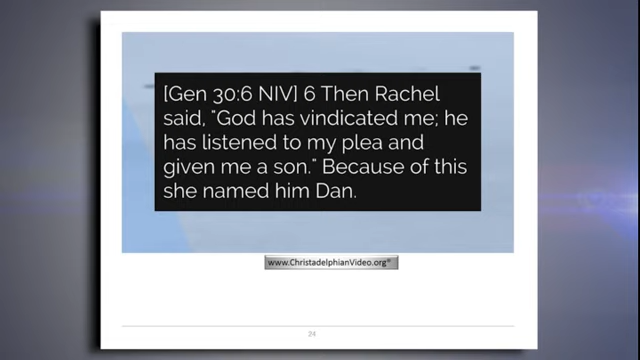 [Gen 30:6 NIV] 6 Then Rachel
said, "God has vindicated me; he
has listened to my plea and
given me a son." Because of this
she named him Dan.
www.ChristadelphianVideo.org®
24